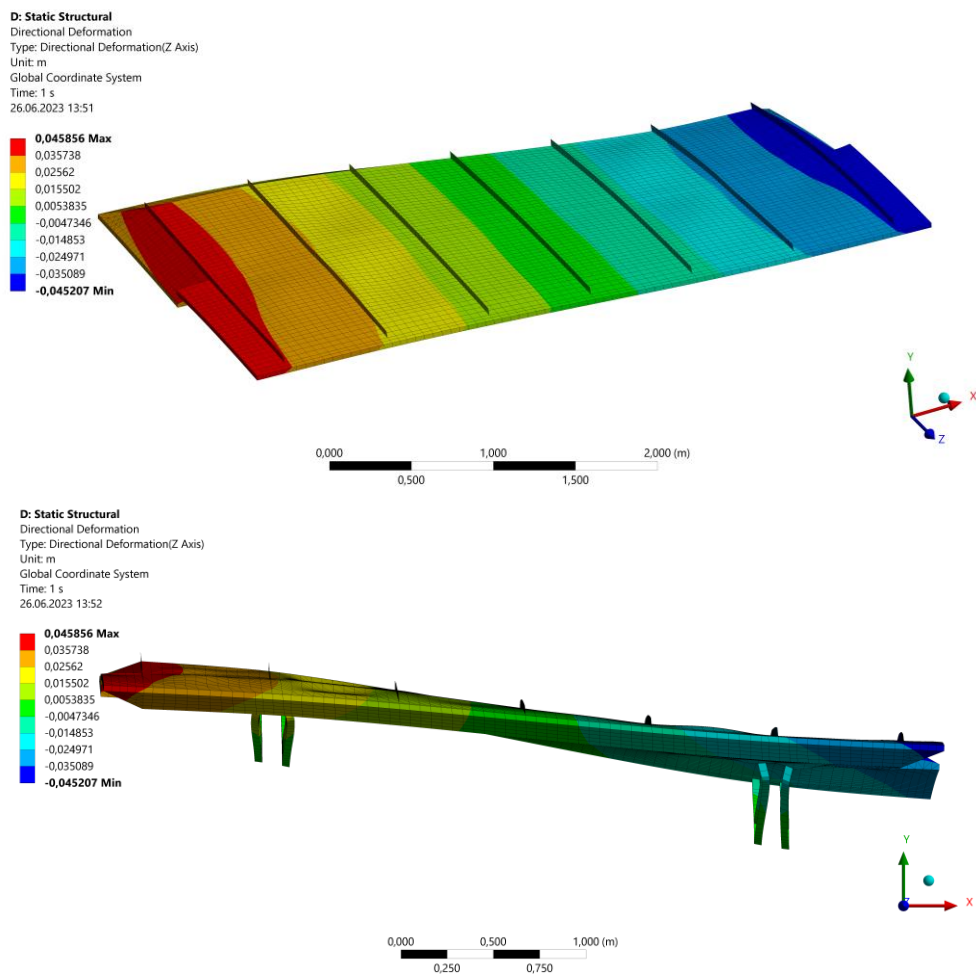 D: Static Structural
Directional Deformation
Type: Directional Deformation(Z Axis)
Unit: m
Global Coordinate System
Time: 1 s
26.06.2023 13:51
0,045856 Max
0,035738
0,02562
0,015502
0,0053835
-0,0047346
-0,014853
-0,024971
-0,035089
-0,045207 Min
Y
X
Z
0,000 1,000 2,000 (m)
0,500 1,500
D: Static Structural
Directional Deformation
Type: Directional Deformation(Z Axis)
Unit: m
Global Coordinate System
Time: 1 s
26.06.2023 13:52
0,045856 Max
0,035738
0,02562
0,015502
0,0053835
-0,0047346
-0,014853
-0,024971
-0,035089
-0,045207 Min
Y
Z X
0,000 0,500 1,000 (m)
0,250 0,750